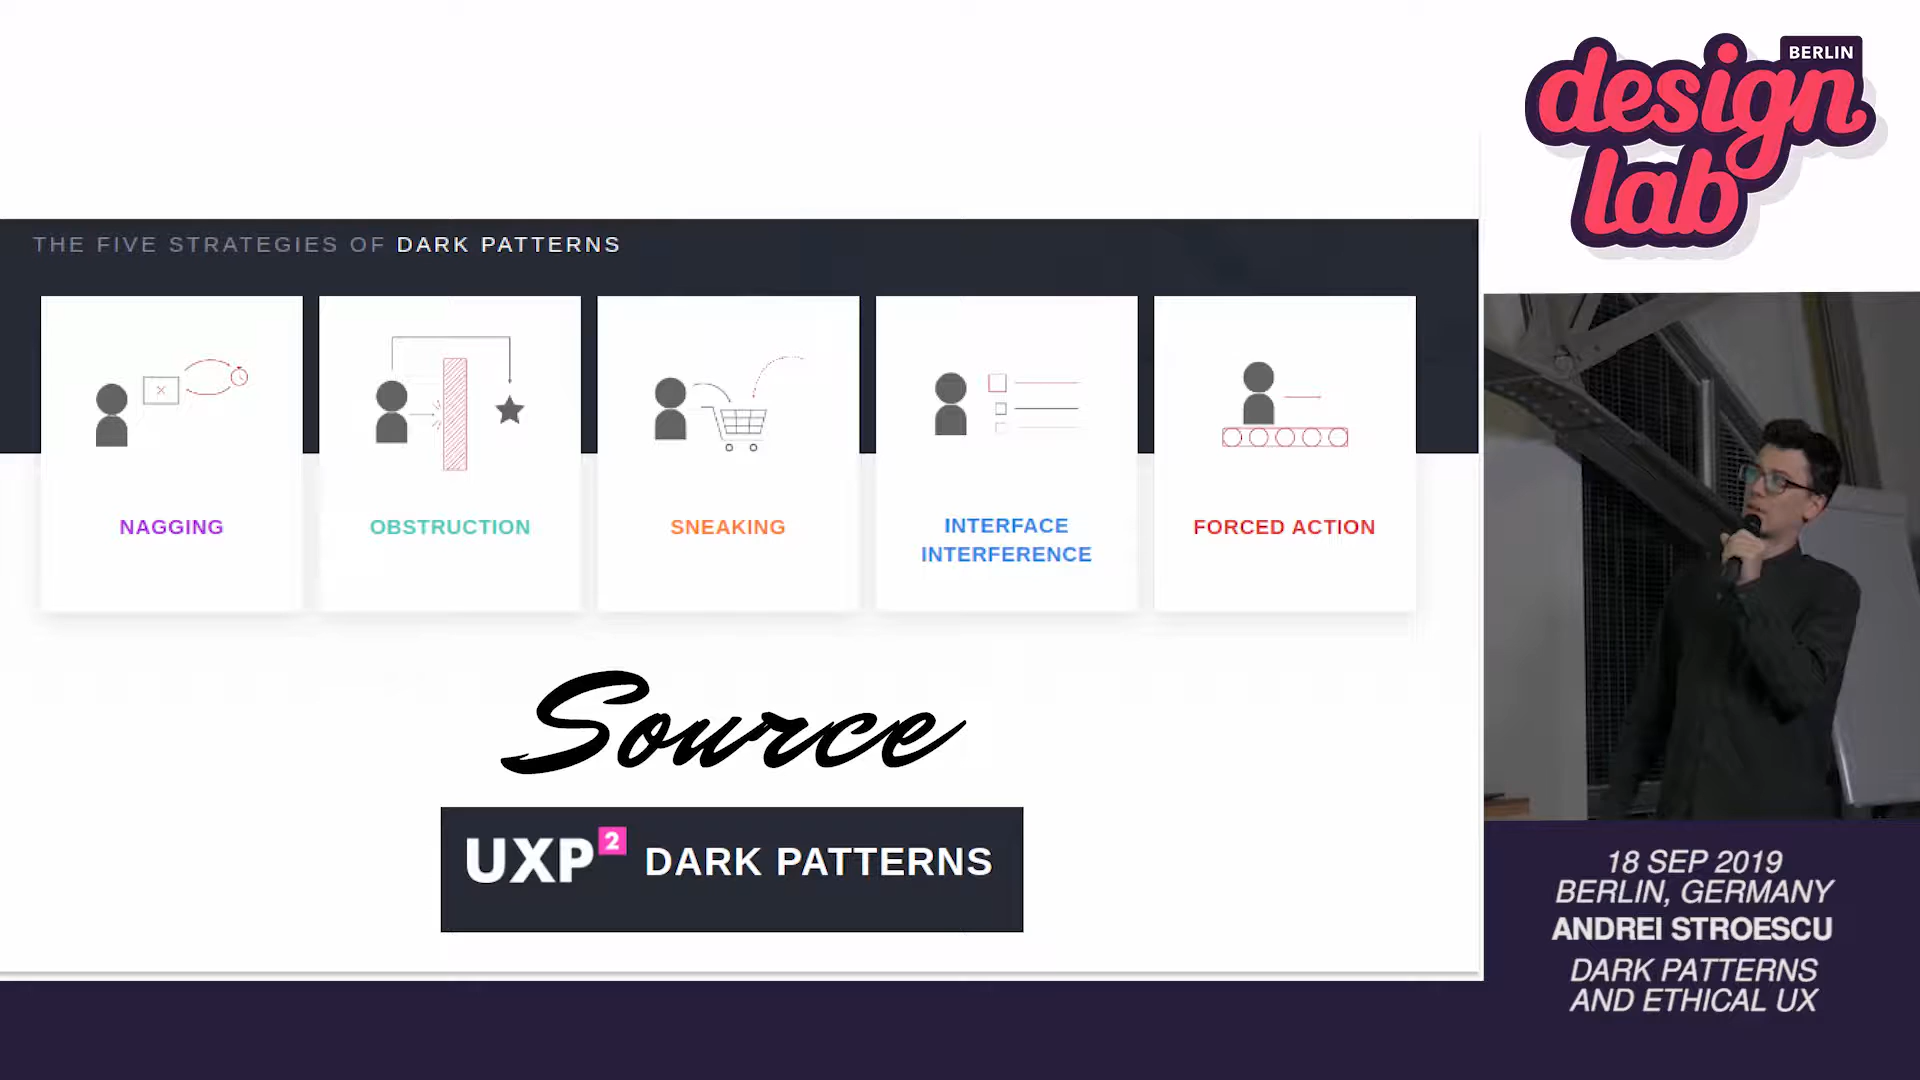 BERLIN
design
lab
THE FIVE STRATEGIES OF DARK PATTERNS
NAGGING
OBSTRUCTION
SNEAKING
INTERFACE
INTERFERENCE
FORCED ACTION
Source
UXP2 DARK PATTERNS
18 SEP 2019
BERLIN, GERMANY
ANDREI STROESCU
DARK PATTERNS
AND ETHICAL UX